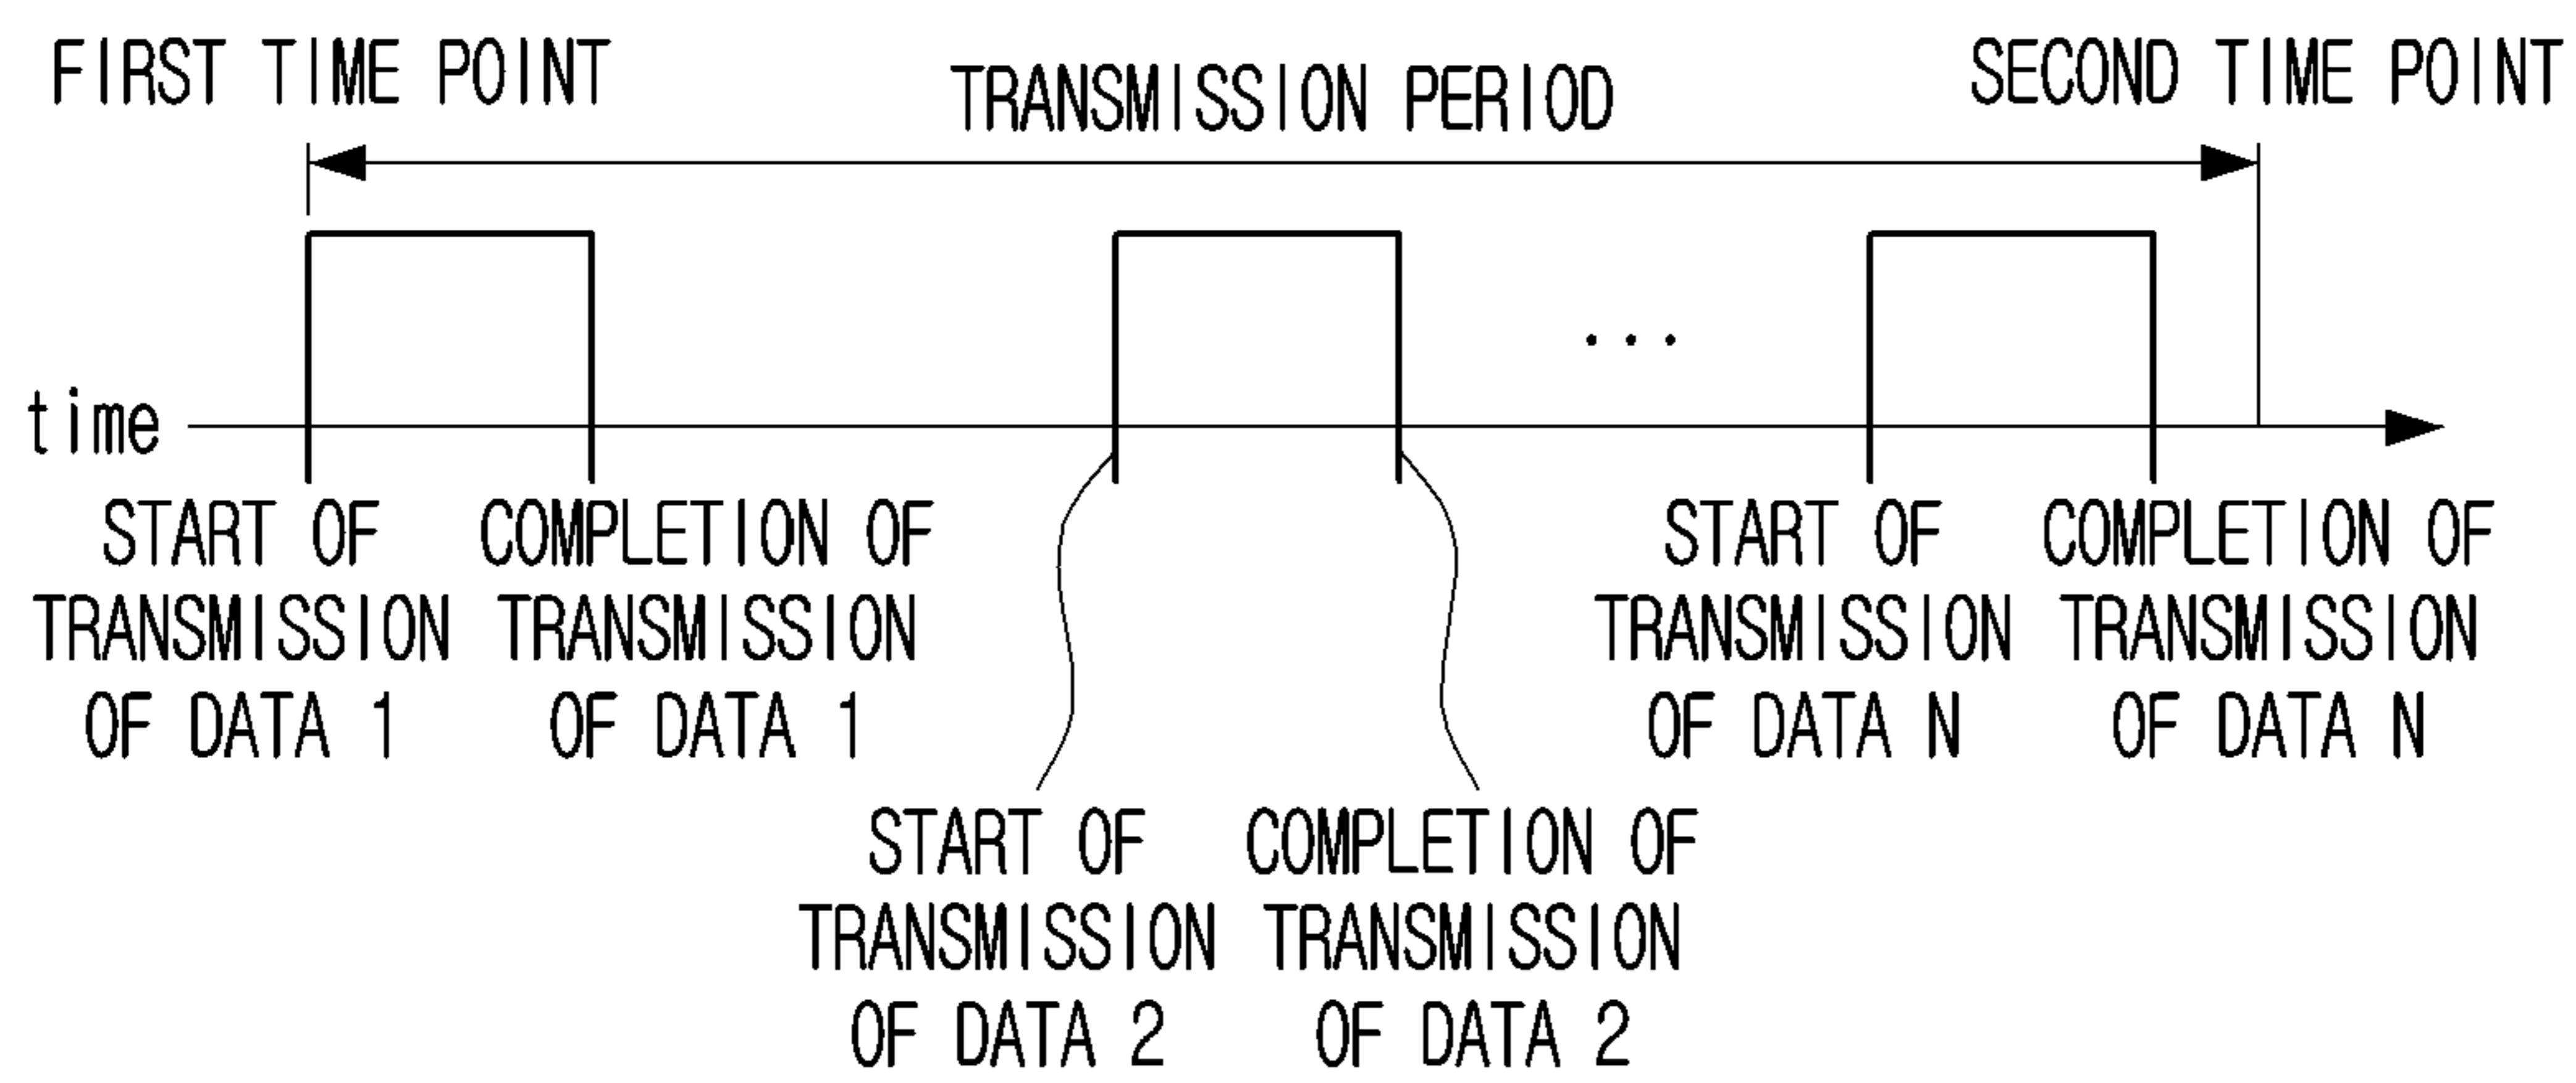 FIRST TIME POINT
TRANSMISSION PERIOD
SECOND TIME POINT
...
time
START OF
TRANSMISSION
OF DATA 1
COMPLETION OF
TRANSMISSION
OF DATA 1
START OF
TRANSMISSION
OF DATA 2
COMPLETION OF
TRANSMISSION
OF DATA 2
START OF
TRANSMISSION
OF DATA N
COMPLETION OF
TRANSMISSION
OF DATA N